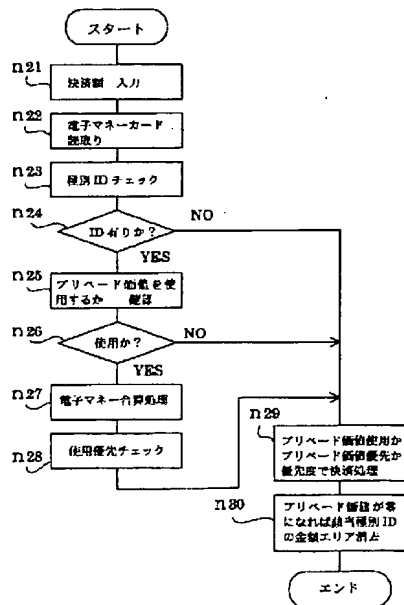 スタート
n21
決済額 入力
n22
電子マネーカード
読取り
n23
種別IDチェック
n24
ID有りか?
NO
YES
n25
プリペード価値を使
用するか 確認
n26
使用か?
NO
YES
n27
電子マネー合算処理
n28
使用優先チェック
n29
プリペード価値使用か
プリペード価値優先か
優先度で決済処理
n30
プリペード価値が零
になれば該当種別ID
の金額エリア消去
エンド